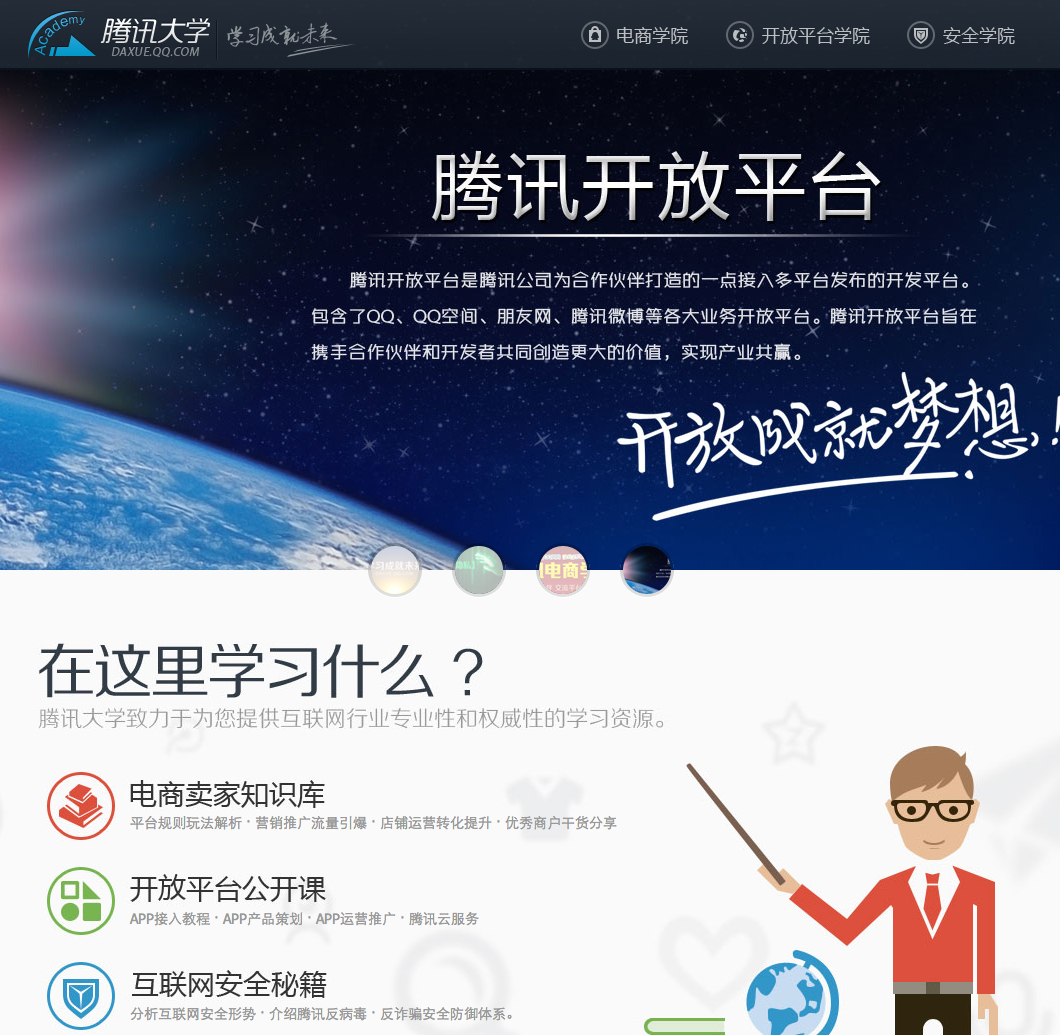 Academy
腾讯大学
DAXUE.QQ.COM
学习成就未来
电商学院
开放平台学院
安全学院
腾讯开放平台
腾讯开放平台是腾讯公司为合作伙伴打造的一点接入多平台发布的开发平台。
包含了QQ、QQ空间、朋友网、腾讯微博等各大业务开放平台。腾讯开放平台旨在
携手合作伙伴和开发者共同创造更大的价值，实现产业共赢。
开放成就梦想!
习成就未
电商
在这里学习什么？
腾讯大学致力于为您提供互联网行业专业性和权威性的学习资源。
电商卖家知识库
平台规则玩法解析·营销推广流量引爆·店铺运营转化提升·优秀商户干货分享
开放平台公开课
APP接入教程·APP产品策划·APP运营推广·腾讯云服务
互联网安全秘籍
分析互联网安全形势·介绍腾讯反病毒·反诈骗安全防御体系。